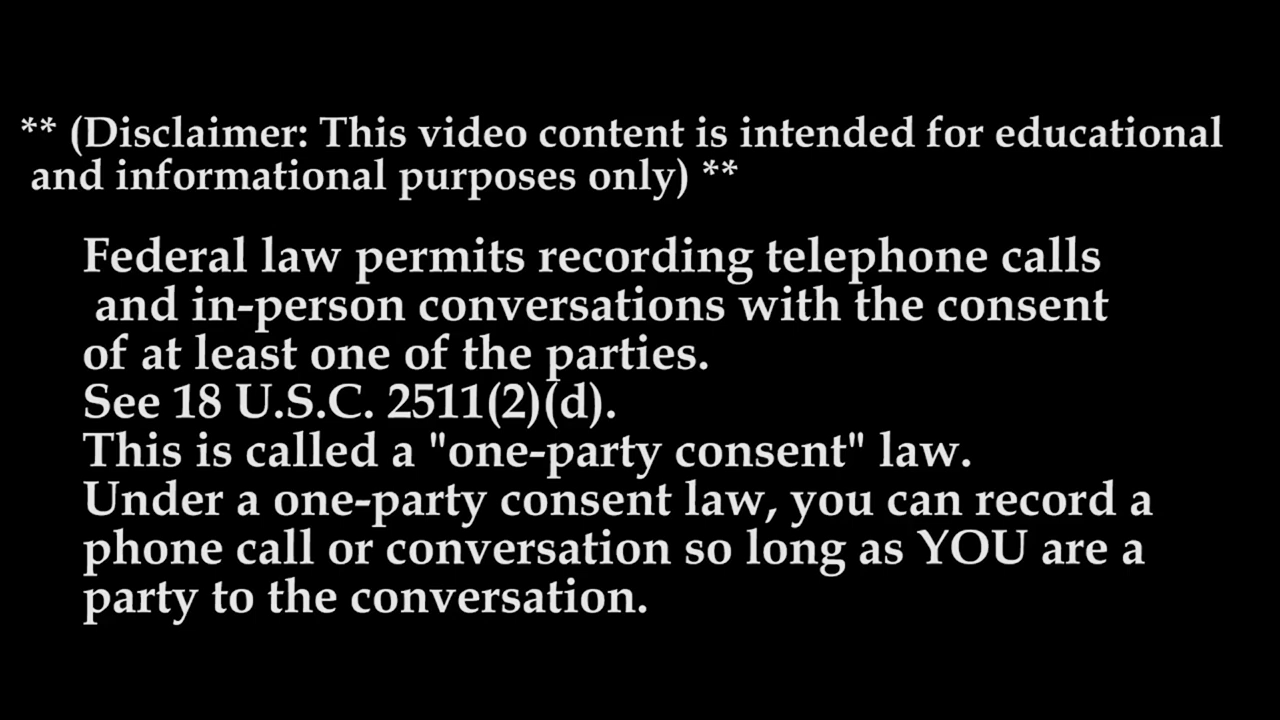 ** (Disclaimer: This video content is intended for educational
and informational purposes only) **
Federal law permits recording telephone calls
and in-person conversations with the consent
of at least one of the parties.
See 18 U.S.C. 2511(2)(d).
This is called a "one-party consent" law.
Under a one-party consent law, you can record a
phone call or conversation so long as YOU are a
party to the conversation.